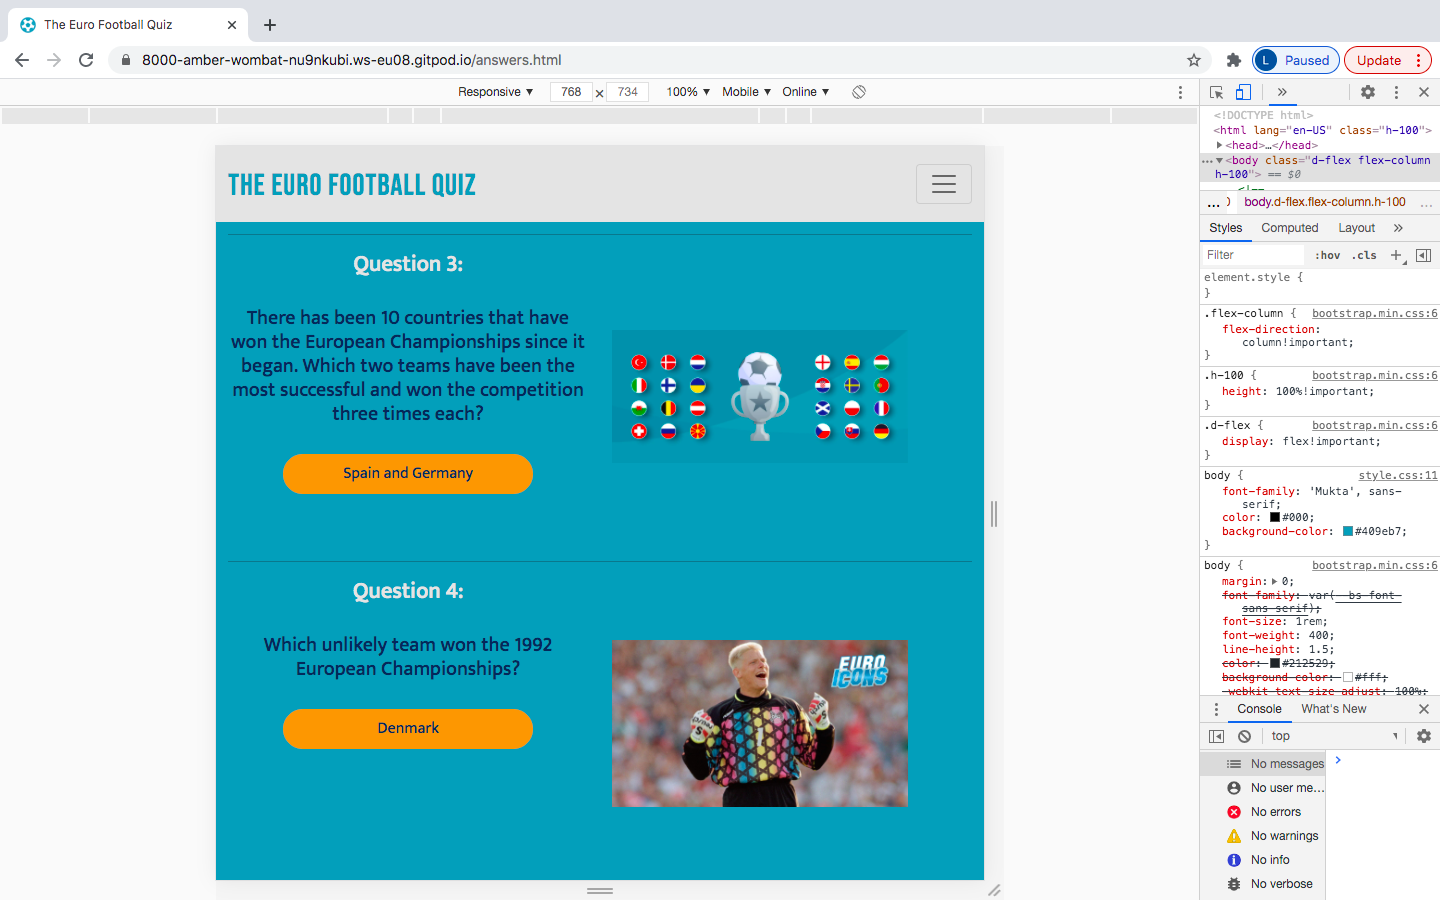 The Euro Football Quiz
8000-amber-wombat-nu9nkubi.ws-eu08.gitpod.io/answers.html
L Paused
Update
Responsive ▼ 768 × 734 100% ▼ Mobile ▼ Online ▼
THE EURO FOOTBALL QUIZ
Question 3:
There has been 10 countries that have
won the European Championships since it
began. Which two teams have been the
most successful and won the competition
three times each?
Spain and Germany
Question 4:
Which unlikely team won the 1992
European Championships?
Denmark
EURO
ICONS
<!DOCTYPE html>
<html lang="en-US" class="h-100">
▶<head>…</head>
…▼<body class="d-flex flex-column
h-100"> == $0
<!--
… body.d-flex.flex-column.h-100 …
Styles Computed Layout »
Filter :hov .cls +
element.style {
}
.flex-column { bootstrap.min.css:6
flex-direction:
column!important;
}
.h-100 { bootstrap.min.css:6
height: 100%!important;
}
.d-flex { bootstrap.min.css:6
display: flex!important;
}
body { style.css:11
font-family: 'Mukta', sans-
serif;
color: #000;
background-color: #409eb7;
}
body { bootstrap.min.css:6
margin:▶ 0;
font-family: var(--bs-font-
sans-serif);
font-size: 1rem;
font-weight: 400;
line-height: 1.5;
color: #212529;
background-color: #fff;
-webkit-text-size-adjust: 100%;
Console What's New
top
No messages
No user me...
No errors
No warnings
No info
No verbose